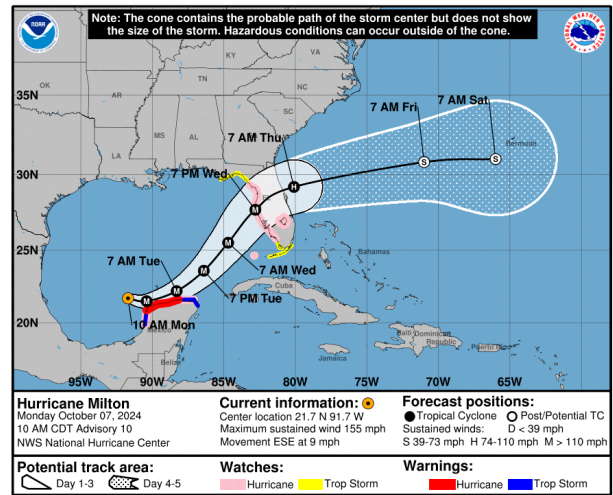 Note: The cone contains the probable path of the storm center but does not show
the size of the storm. Hazardous conditions can occur outside of the cone.
NOAA
NATIONAL WEATHER SERVICE
KY
VA
OK
TN
NC
AR
35N
SC
MS
AL
7 AM Fri
7 AM Sat
LA
7 AM Thu
Bermuda
S
S
30N
7 PM Wed
H
M
25N
7 AM Tue
M
7 AM Wed
Bahamas
M
Cuba
M
7 PM Tue
M
20N
10 AM Mon
Mexico
Dominican
Republic
Puerto Rico
Jamaica
Belize
95W
90W
85W
80W
75W
70W
65W
Hurricane Milton
Monday October 07, 2024
10 AM CDT Advisory 10
NWS National Hurricane Center
Current information:
Center location 21.7 N 91.7 W
Maximum sustained wind 155 mph
Movement ESE at 9 mph
Forecast positions:
Tropical Cyclone
Post/Potential TC
Sustained winds:
D < 39 mph
S 39-73 mph H 74-110 mph M > 110 mph
Potential track area:
Day 1-3
Day 4-5
Watches:
Hurricane
Trop Storm
Warnings:
Hurricane
Trop Storm